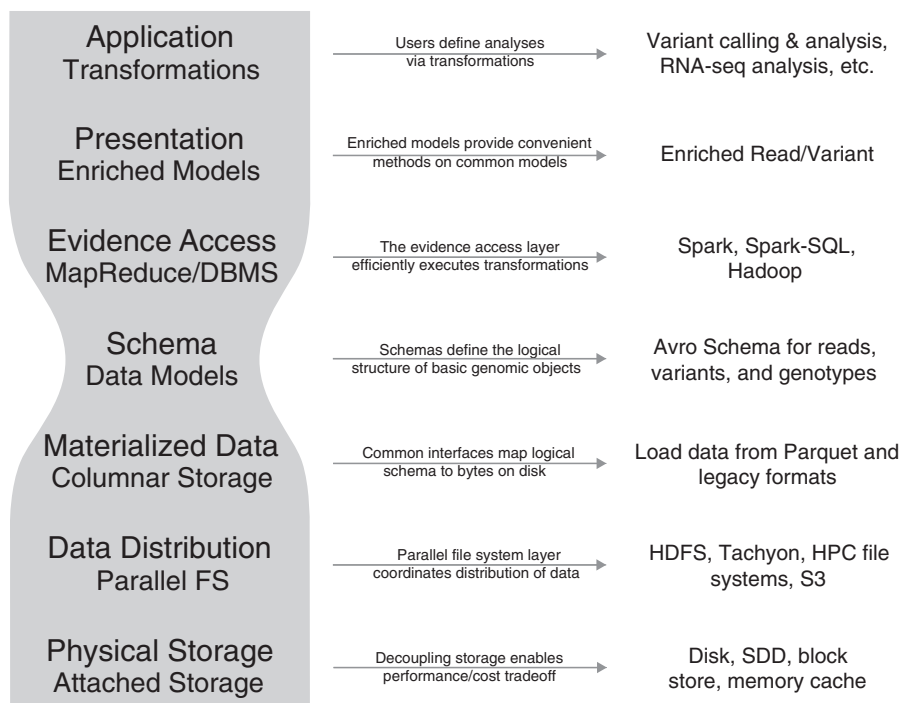 Application
Transformations
Users define analyses
via transformations
Variant calling & analysis,
RNA-seq analysis, etc.
Presentation
Enriched Models
Enriched models provide convenient
methods on common models
Enriched Read/Variant
Evidence Access
MapReduce/DBMS
The evidence access layer
efficiently executes transformations
Spark, Spark-SQL,
Hadoop
Schema
Data Models
Schemas define the logical
structure of basic genomic objects
Avro Schema for reads,
variants, and genotypes
Materialized Data
Columnar Storage
Common interfaces map logical
schema to bytes on disk
Load data from Parquet and
legacy formats
Data Distribution
Parallel FS
Parallel file system layer
coordinates distribution of data
HDFS, Tachyon, HPC file
systems, S3
Physical Storage
Attached Storage
Decoupling storage enables
performance/cost tradeoff
Disk, SDD, block
store, memory cache